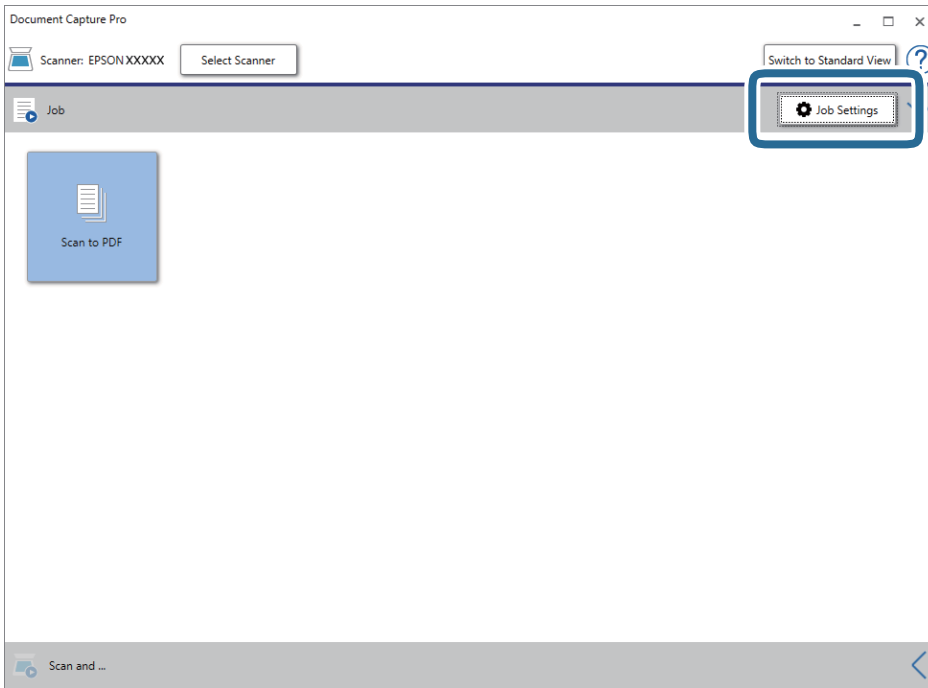 Document Capture Pro
Scanner: EPSON XXXXX Select Scanner Switch to Standard View ?
Job Job Settings
Scan to PDF
Scan and ...